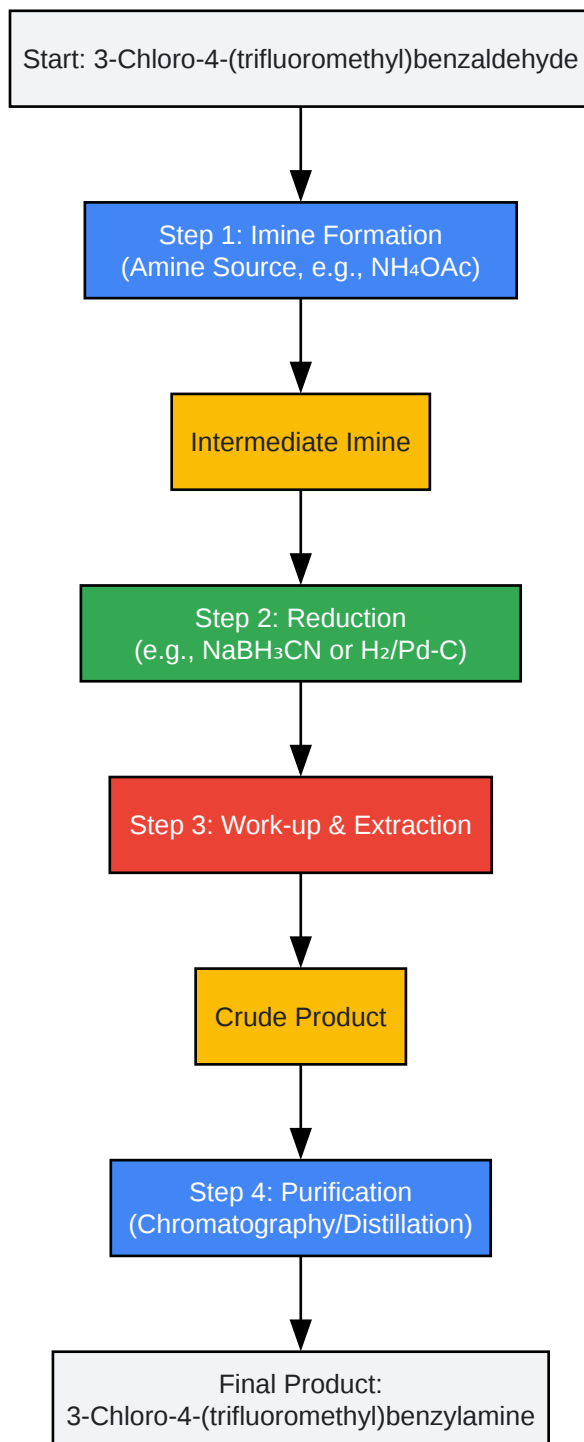 Start: 3-Chloro-4-(trifluoromethyl)benzaldehyde
Step 1: Imine Formation
(Amine Source, e.g., NH₄OAc)
Intermediate Imine
Step 2: Reduction
(e.g., NaBH₃CN or H₂/Pd-C)
Step 3: Work-up & Extraction
Crude Product
Step 4: Purification
(Chromatography/Distillation)
Final Product:
3-Chloro-4-(trifluoromethyl)benzylamine